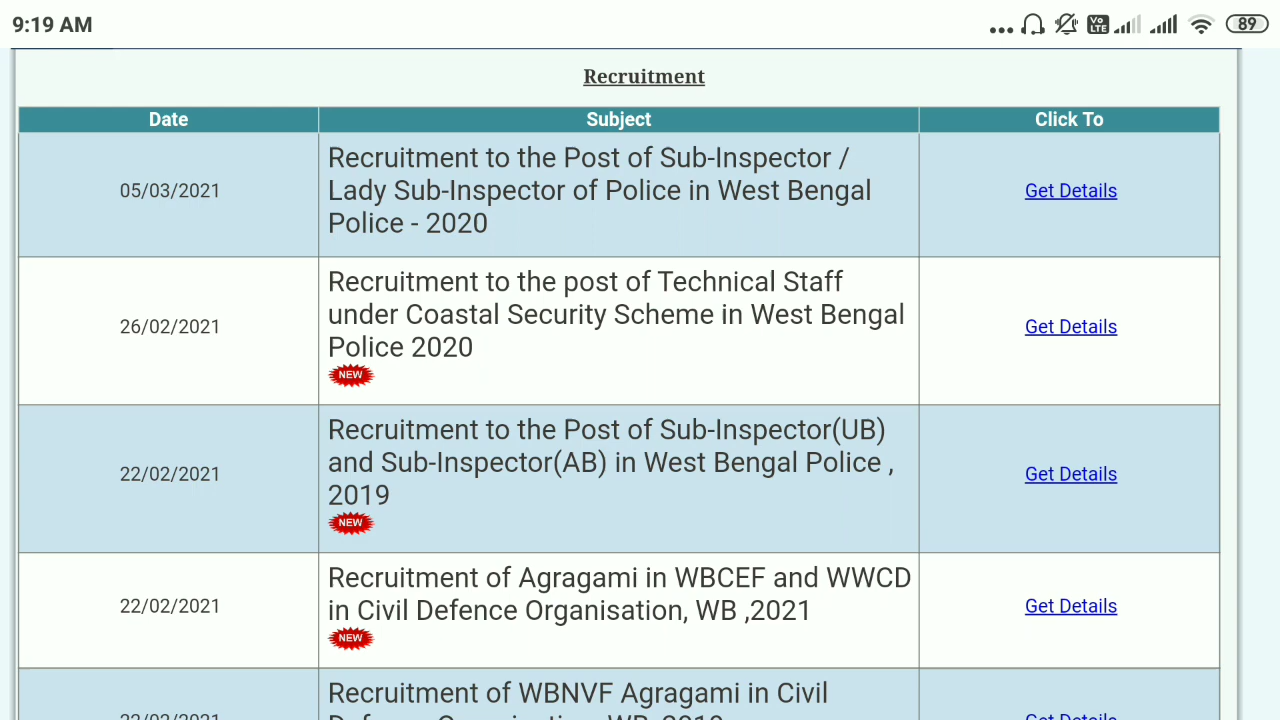 9:19 AM
Vo LTE
89
Recruitment
Date Subject Click To
05/03/2021
Recruitment to the Post of Sub-Inspector /
Lady Sub-Inspector of Police in West Bengal
Police - 2020
Get Details
26/02/2021
Recruitment to the post of Technical Staff
under Coastal Security Scheme in West Bengal
Police 2020
NEW
Get Details
22/02/2021
Recruitment to the Post of Sub-Inspector(UB)
and Sub-Inspector(AB) in West Bengal Police ,
2019
NEW
Get Details
22/02/2021
Recruitment of Agragami in WBCEF and WWCD
in Civil Defence Organisation, WB ,2021
NEW
Get Details
Recruitment of WBNVF Agragami in Civil
Get Details